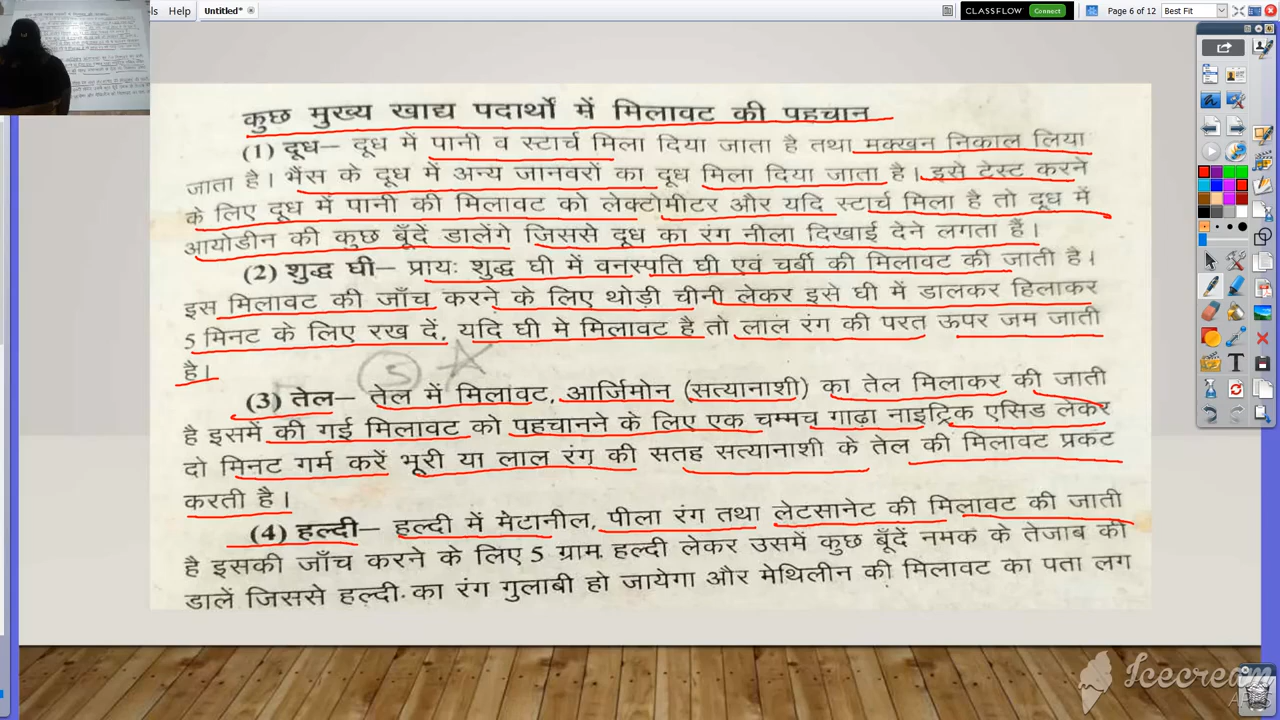 ls Help Untitled*
CLASSFLOW Connect
Page 6 of 12 Best Fit
कुछ मुख्य खाद्य पदार्थों में मिलावट की पहचान
(1) दूध– दूध में पानी व स्टार्च मिला दिया जाता है तथा मक्खन निकाल लिया
जाता है। भैंस के दूध में अन्य जानवरों का दूध मिला दिया जाता है। इसे टेस्ट करने
के लिए दूध में पानी की मिलावट को लेक्टोमीटर और यदि स्टार्च मिला है तो दूध में
आयोडीन की कुछ बूँदें डालेंगे जिससे दूध का रंग नीला दिखाई देने लगता हैं।
(2) शुद्ध घी– प्रायः शुद्ध घी में वनस्पति घी एवं चर्बी की मिलावट की जाती है।
इस मिलावट की जाँच करने के लिए थोड़ी चीनी लेकर इसे घी में डालकर हिलाकर
5 मिनट के लिए रख दें, यदि घी मे मिलावट है तो लाल रंग की परत ऊपर जम जाती
है।
(3) तेल– तेल में मिलावट, आर्जिमोन (सत्यानाशी) का तेल मिलाकर की जाती
है इसमें की गई मिलावट को पहचानने के लिए एक चम्मच गाढ़ा नाइट्रिक एसिड लेकर
दो मिनट गर्म करें भूरी या लाल रंग की सतह सत्यानाशी के तेल की मिलावट प्रकट
करती है।
(4) हल्दी– हल्दी में मेटानील, पीला रंग तथा लेटसानेट की मिलावट की जाती
है इसकी जाँच करने के लिए 5 ग्राम हल्दी लेकर उसमें कुछ बूँदें नमक के तेजाब की
डालें जिससे हल्दी का रंग गुलाबी हो जायेगा और मेथिलीन की मिलावट का पता लग
Icecream
APPS